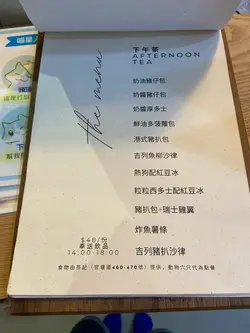 下午茶
AFTERNOON
TEA
the menu
奶油豬仔包
奶醬豬仔包
奶醬厚多士
鮮油多菠蘿包
港式豬扒包
吉列魚柳沙律
熱狗配紅豆冰
粒粒西多士配紅豆冰
豬扒包+瑞士雞翼
炸魚薯條
吉列豬扒沙律
$48/份
奉送飲品
14:00-18:00